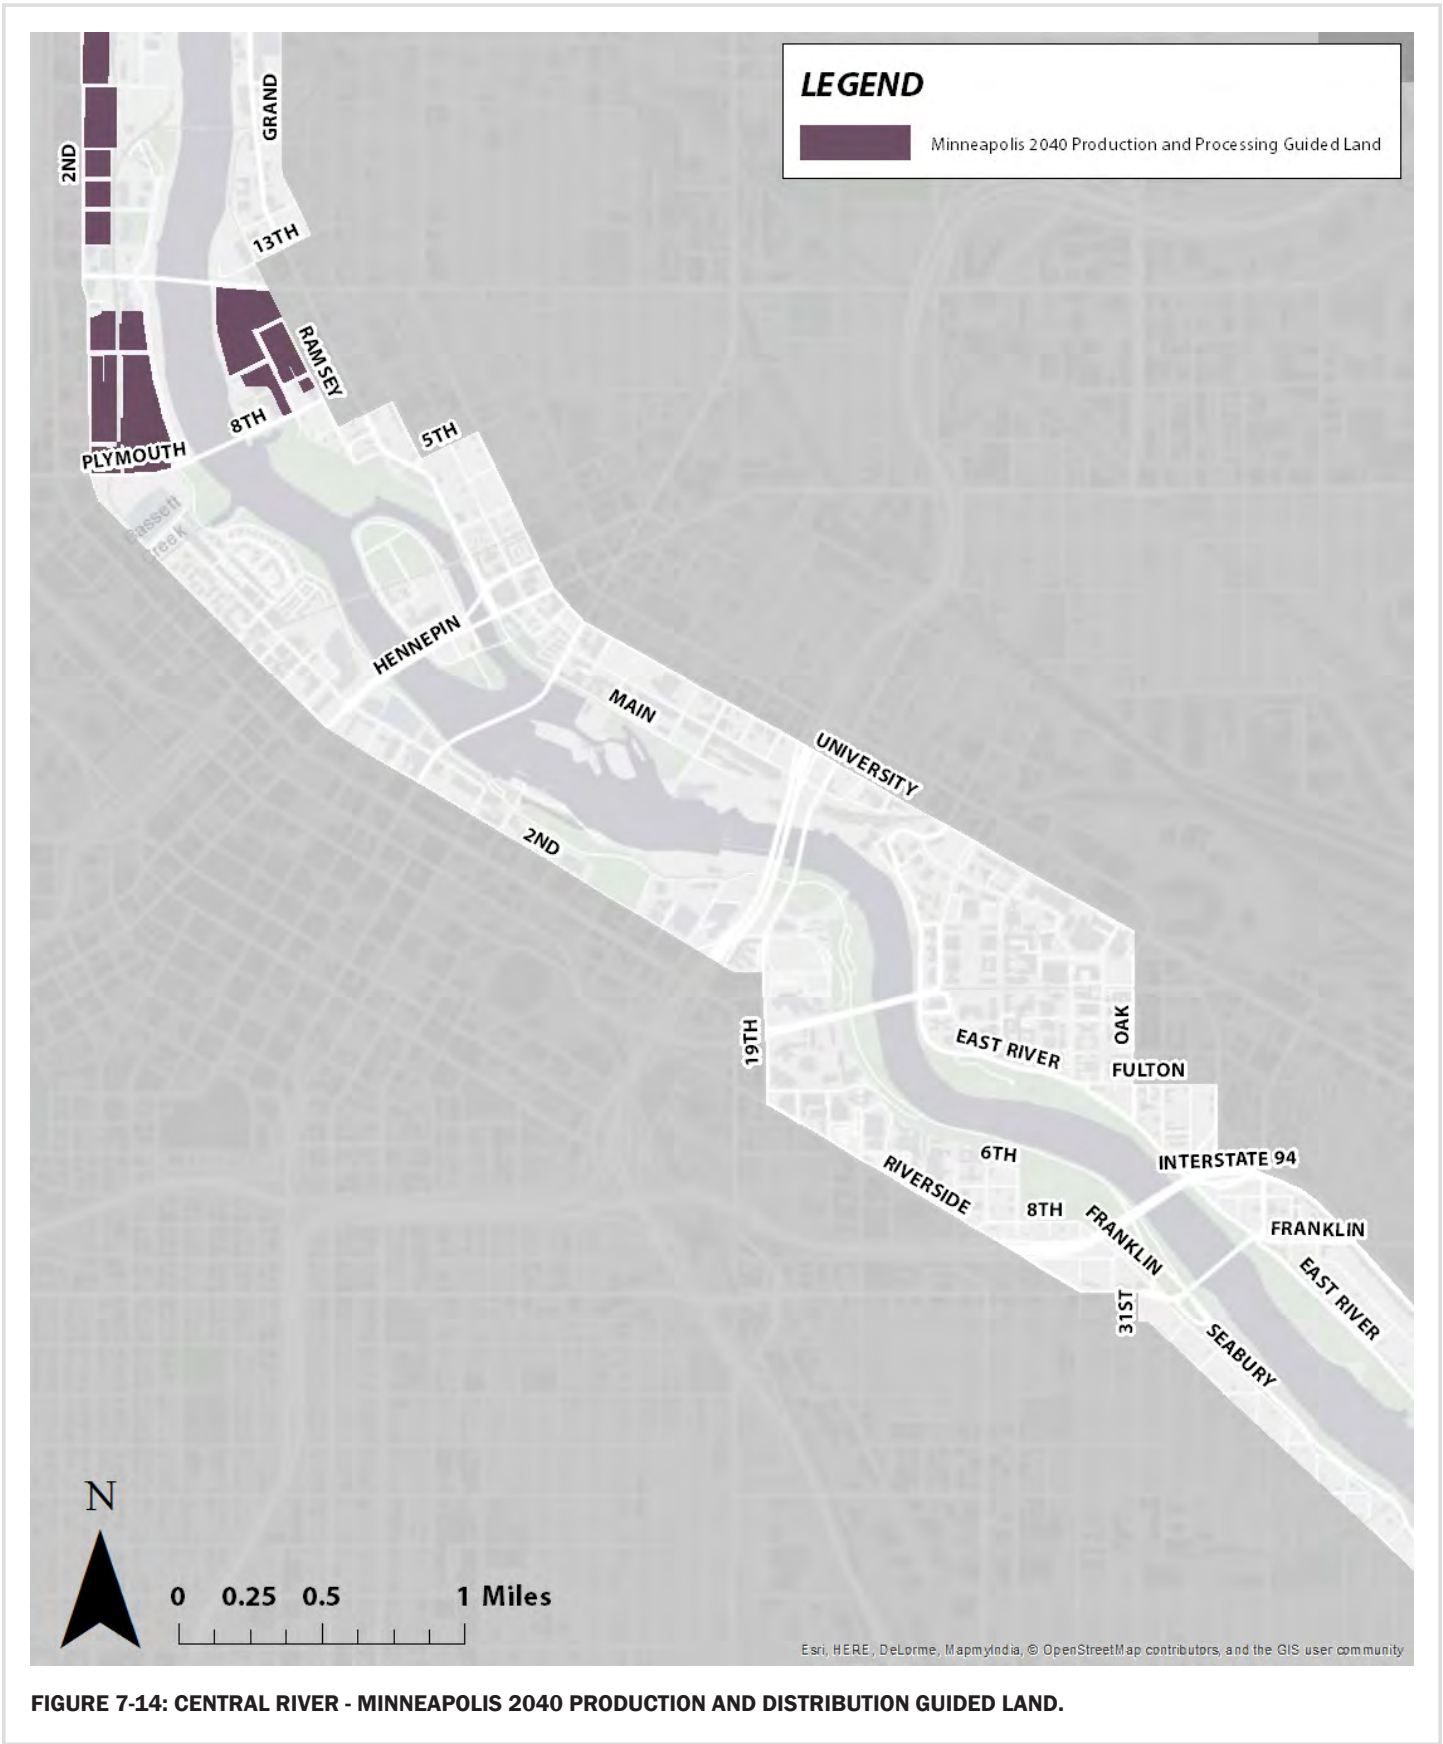 LEGEND
Minneapolis 2040 Production and Processing Guided Land
GRAND
2ND
13TH
RAMSEY
8TH
5TH
PLYMOUTH
Bassett
Creek
HENNEPIN
MAIN
UNIVERSITY
2ND
19TH
OAK
EAST RIVER
FULTON
6TH
INTERSTATE 94
RIVERSIDE
8TH
FRANKLIN
FRANKLIN
EAST RIVER
31ST
SEABURY
N
0 0.25 0.5 1 Miles
Esri, HERE, DeLorme, MapmyIndia, © OpenStreetMap contributors, and the GIS user community
FIGURE 7-14: CENTRAL RIVER - MINNEAPOLIS 2040 PRODUCTION AND DISTRIBUTION GUIDED LAND.